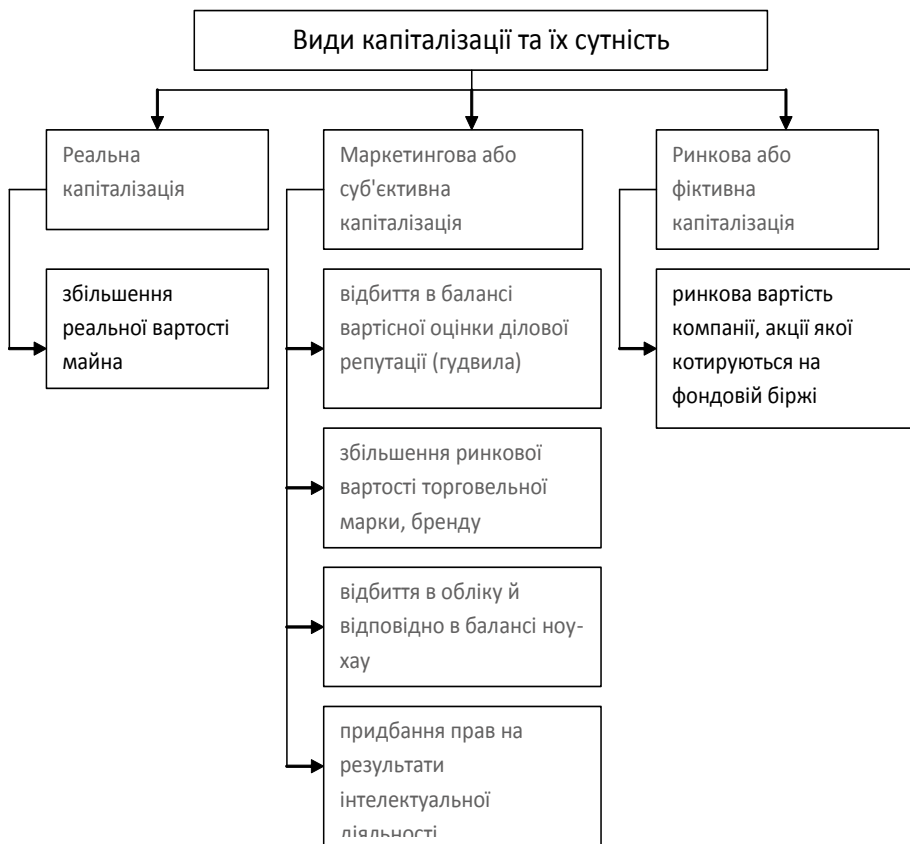 Види капіталізації та їх сутність
Реальна
капіталізація
Маркетингова або
суб'єктивна
капіталізація
Ринкова або
фіктивна
капіталізація
збільшення
реальної вартості
майна
відбиття в балансі
вартісної оцінки ділової
репутації (гудвила)
ринкова вартість
компанії, акції якої
котируються на
фондовій біржі
збільшення ринкової
вартості торговельної
марки, бренду
відбиття в обліку й
відповідно в балансі ноу-
хау
придбання прав на
результати
інтелектуальної
діяльності